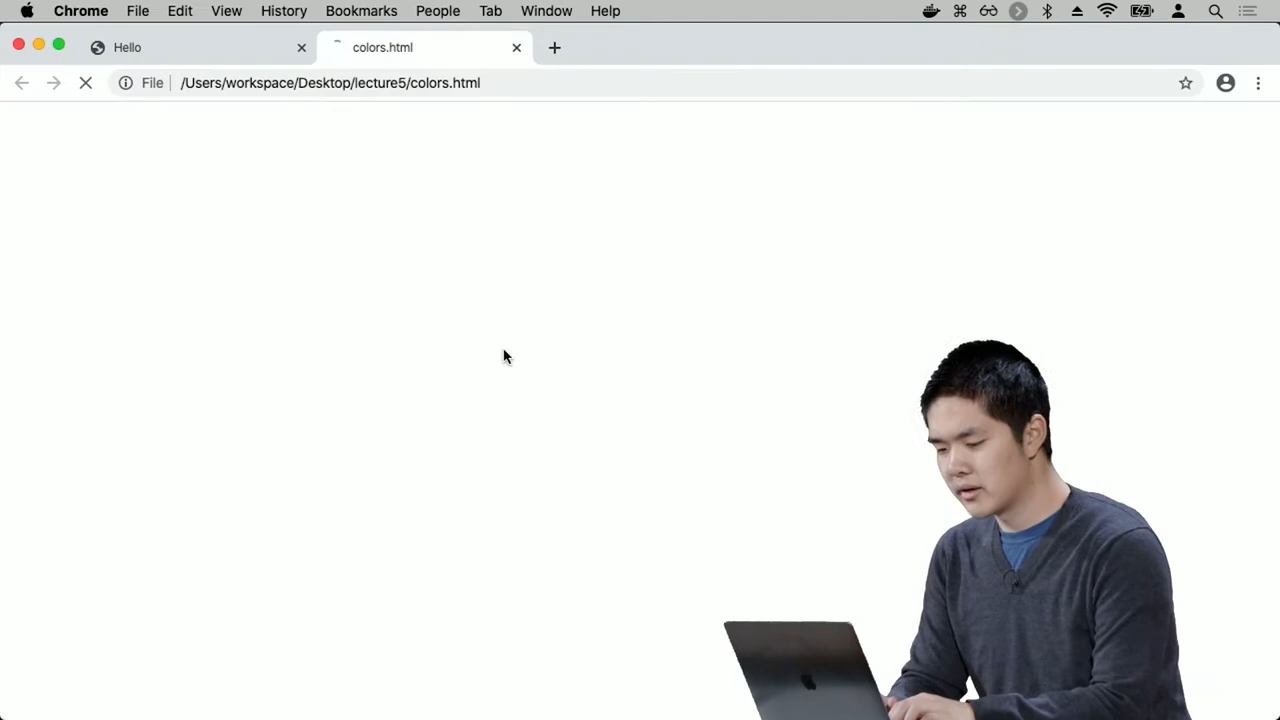 Chrome File Edit View History Bookmarks People Tab Window Help
Hello colors.html
File /Users/workspace/Desktop/lecture5/colors.html